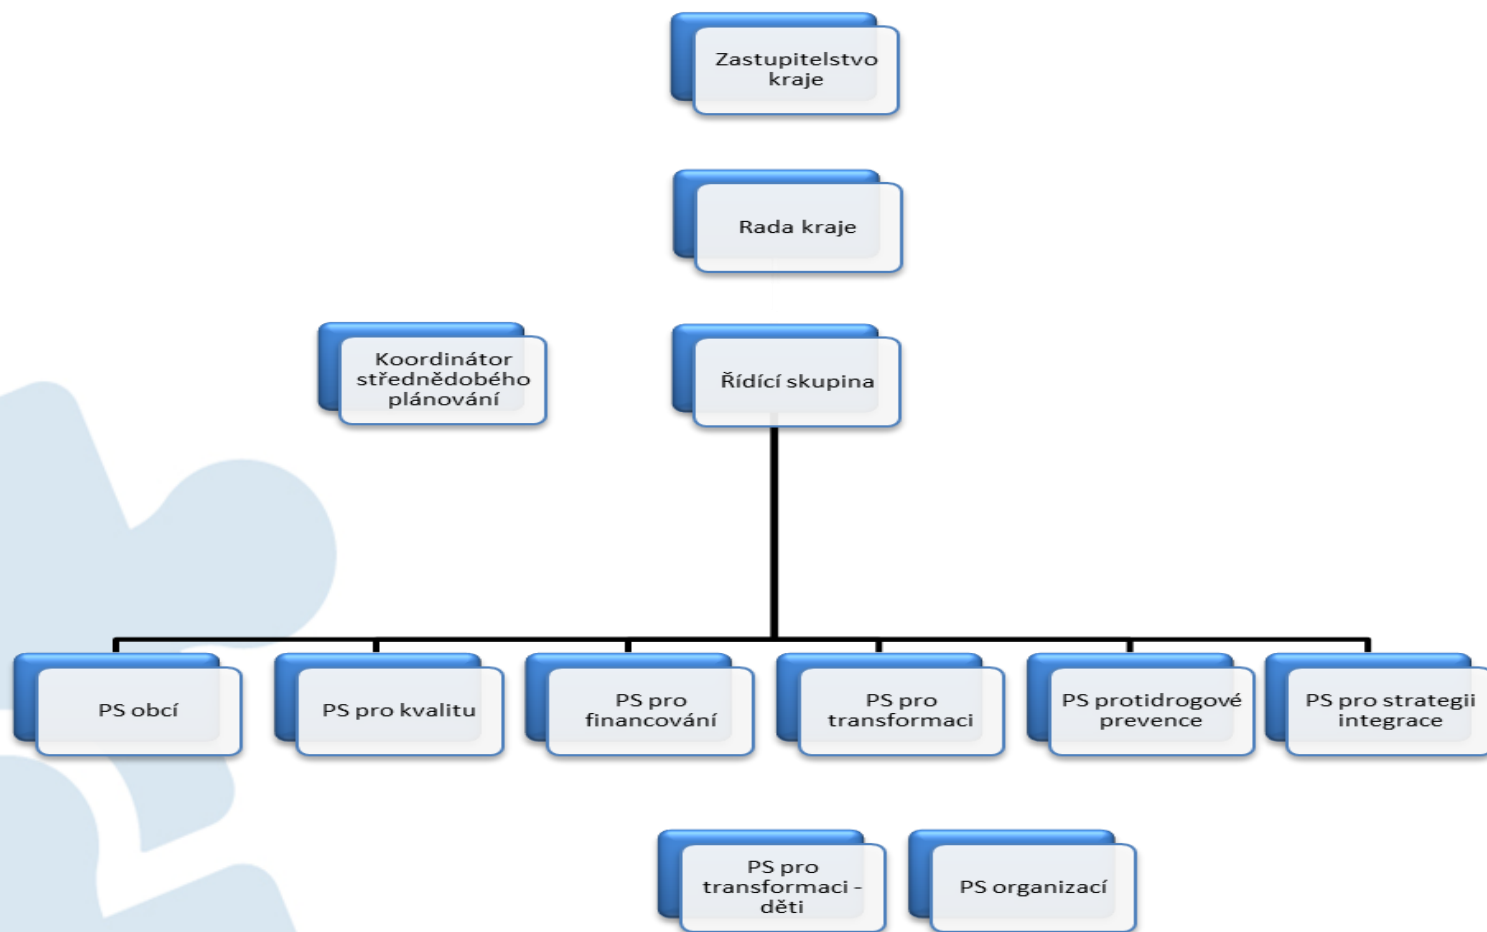 Zastupitelstvo
kraje
Rada kraje
Koordinátor
střednědobého
plánování
Řídící skupina
PS obcí
PS pro kvalitu
PS pro
financování
PS pro
transformaci
PS protidrogové
prevence
PS pro strategii
integrace
PS pro
transformaci -
děti
PS organizací